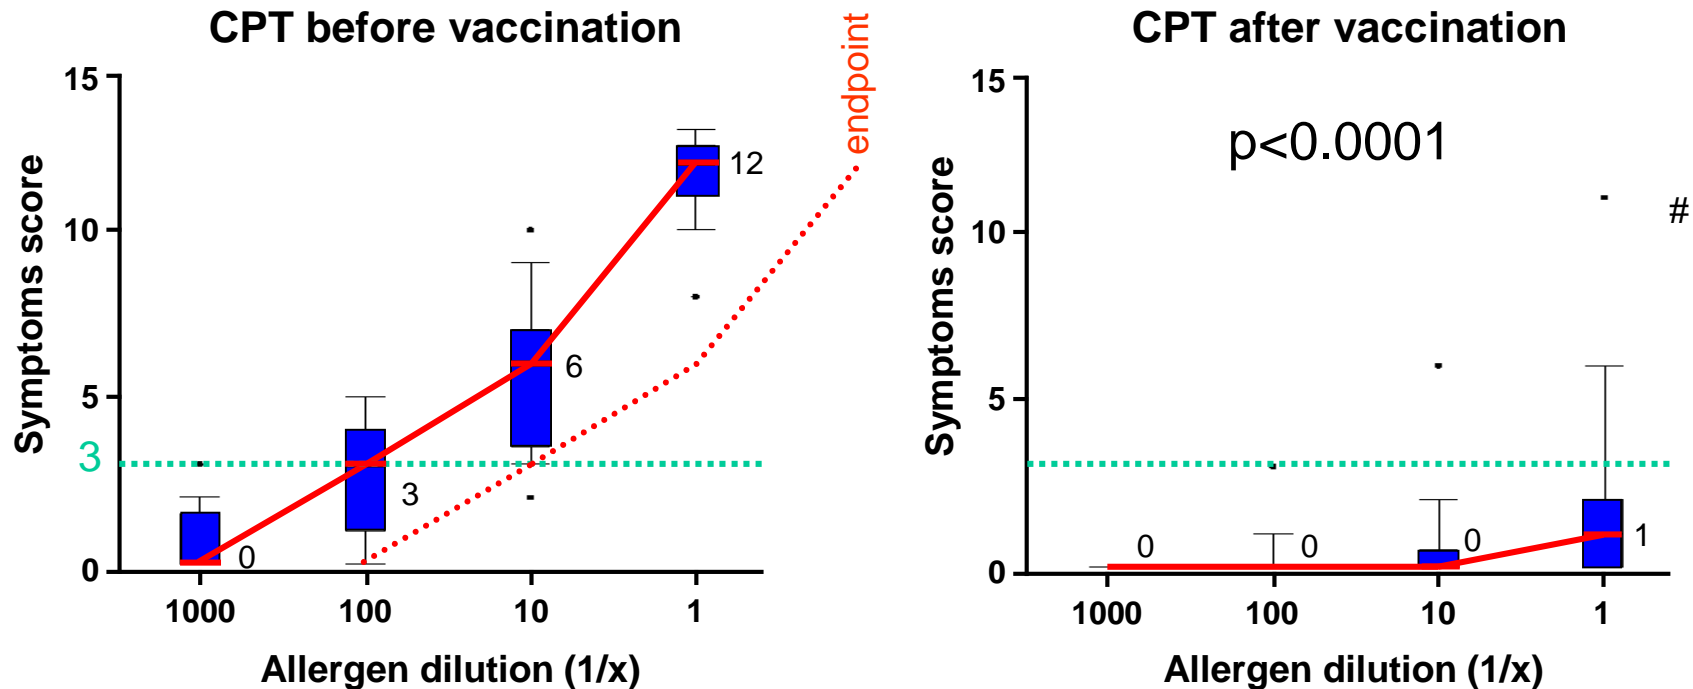 CPT before vaccination
endpoint
15
10
5
3
0
Symptoms score
12
6
3
0
1000 100 10 1
Allergen dilution (1/x)
CPT after vaccination
p<0.0001
#
15
10
5
0
Symptoms score
0 0 0 1
1000 100 10 1
Allergen dilution (1/x)